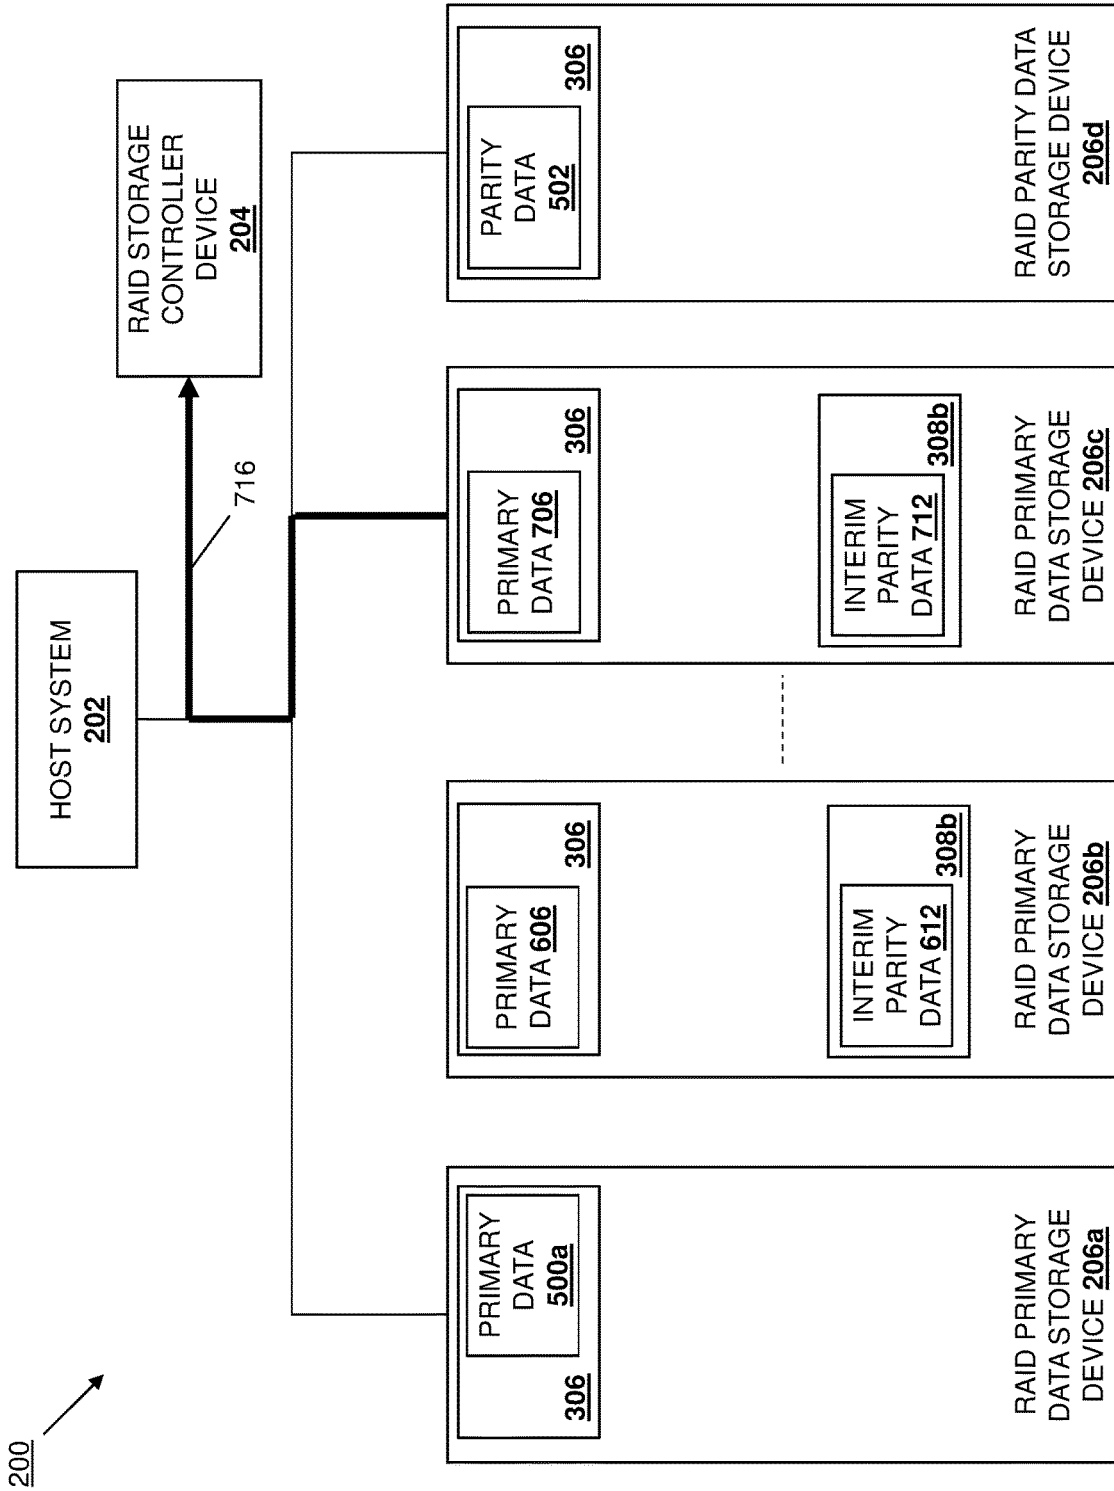 200
HOST SYSTEM
202
RAID STORAGE
CONTROLLER
DEVICE
204
716
PRIMARY
DATA
500a
306
RAID PRIMARY
DATA STORAGE
DEVICE 206a
PRIMARY
DATA 606
306
INTERIM
PARITY
DATA 612
308b
RAID PRIMARY
DATA STORAGE
DEVICE 206b
PRIMARY
DATA 706
306
INTERIM
PARITY
DATA 712
308b
RAID PRIMARY
DATA STORAGE
DEVICE 206c
PARITY
DATA
502
306
RAID PARITY DATA
STORAGE DEVICE
206d